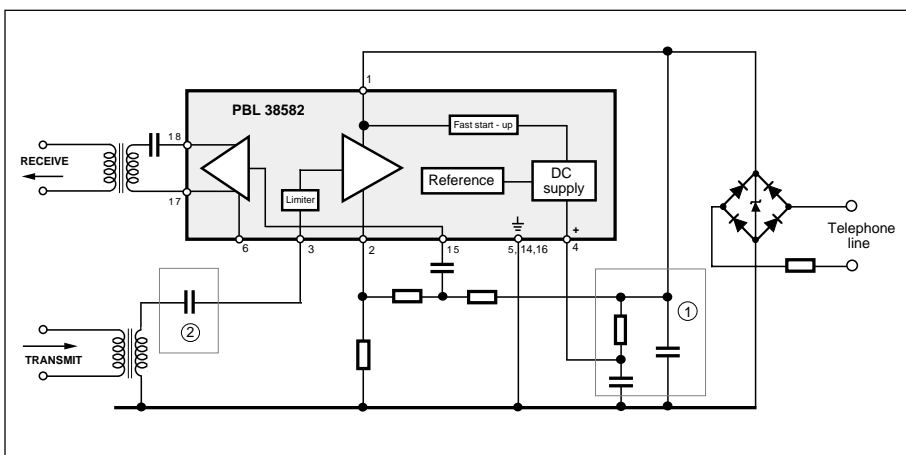 1
PBL 38582
Fast start - up
18
RECEIVE
Reference
DC
supply
Limiter
17
+
Telephone
line
6
3
2
15
5, 14,16
4
1
2
TRANSMIT